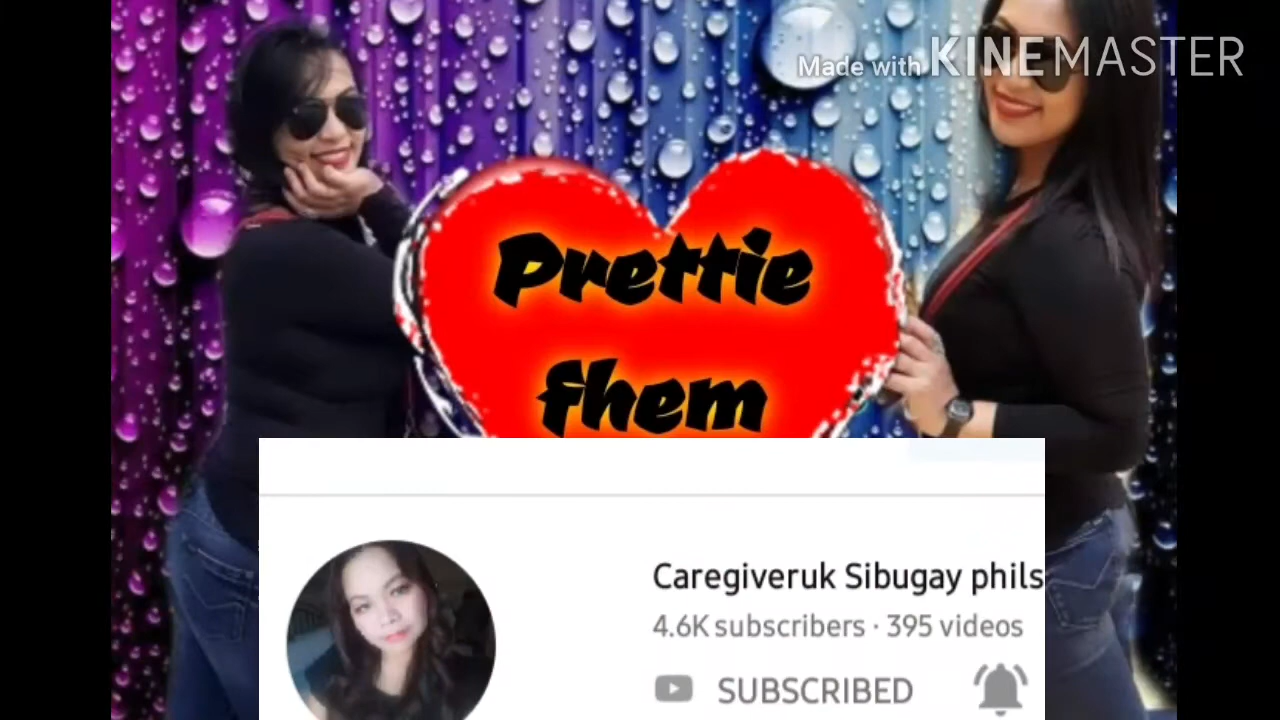 Made with KINEMASTER
Prettie
fhem
Caregiveruk Sibugay phils
4.6K subscribers · 395 videos
SUBSCRIBED